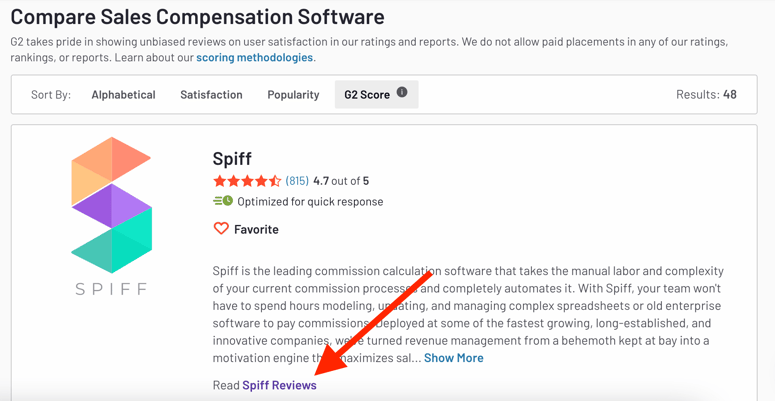 Compare Sales Compensation Software
G2 takes pride in showing unbiased reviews on user satisfaction in our ratings and reports. We do not allow paid placements in any of our ratings,
rankings, or reports. Learn about our scoring methodologies.
Sort By: Alphabetical Satisfaction Popularity G2 Score i Results: 48
Spiff
(815) 4.7 out of 5
Optimized for quick response
Favorite
SPIFF
Spiff is the leading commission calculation software that takes the manual labor and complexity
of your current commission processes and completely automates it. With Spiff, your team won't
have to spend hours modeling, updating, and managing complex spreadsheets or old enterprise
software to pay commissions. Deployed at some of the fastest growing, long-established, and
innovative companies, we've turned revenue management from a behemoth kept at bay into a
motivation engine that maximizes sal... Show More
Read Spiff Reviews